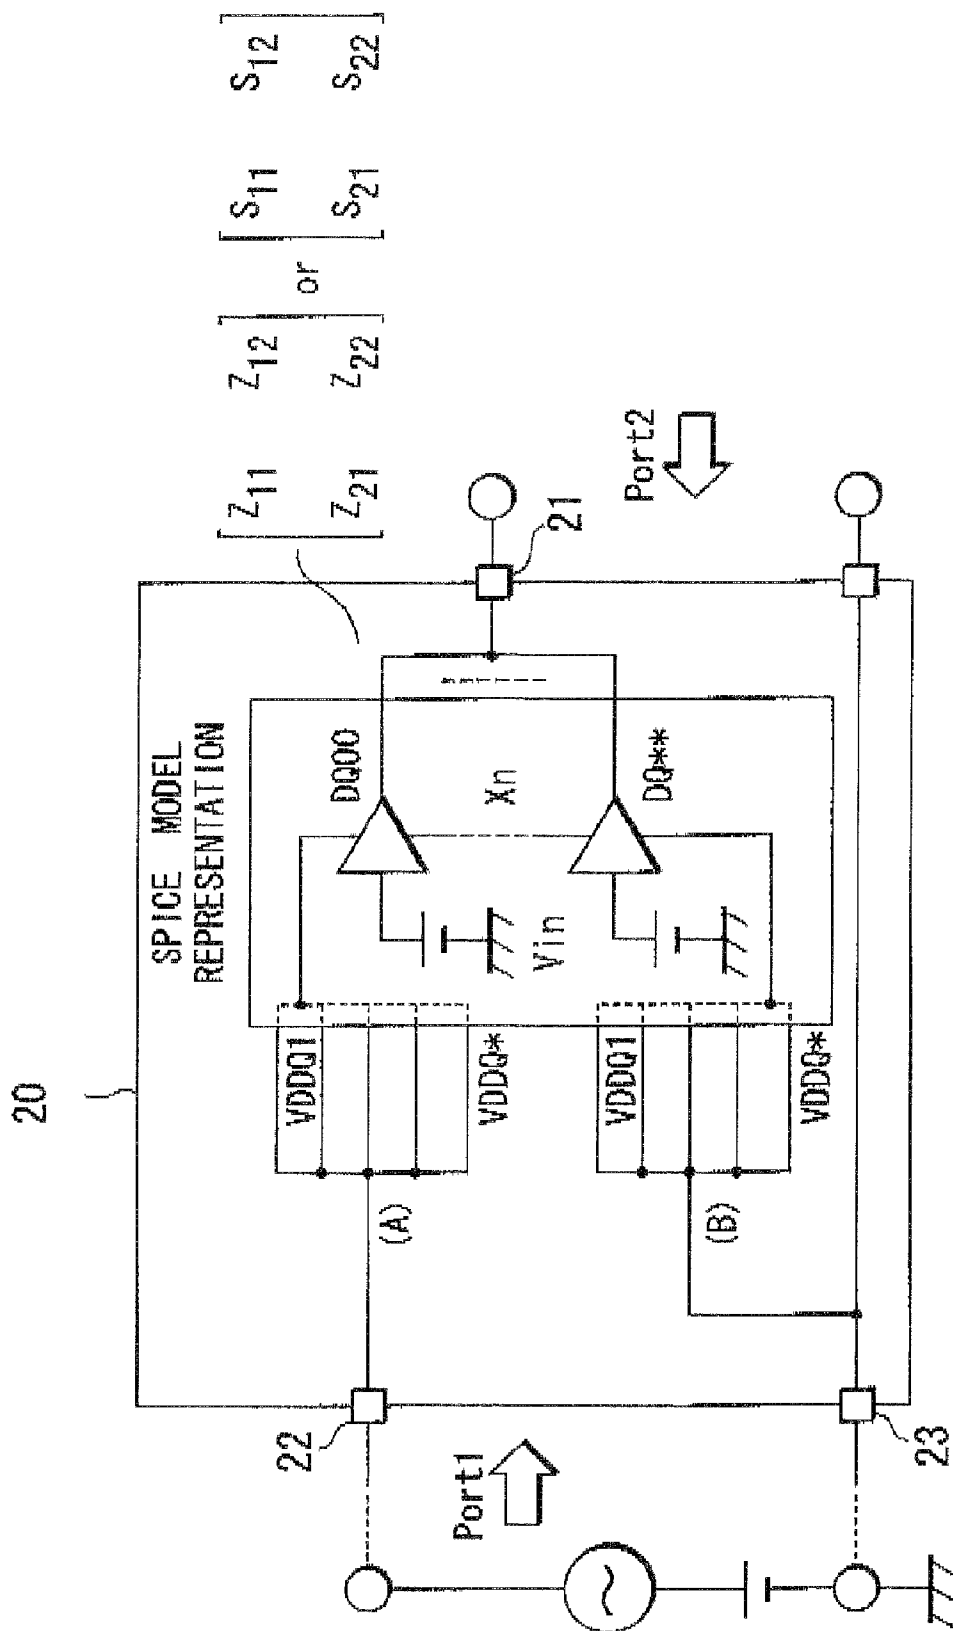 20
SPICE MODEL
REPRESENTATION
Z11 Z12 or S11 S12
Z21 Z22 S21 S22
VDDQ1
VDDQ*
(A)
DQ00
Vin
Xn
DQ**
VDDQ1
VDDQ*
(B)
22
21
Port1
Port2
~
23